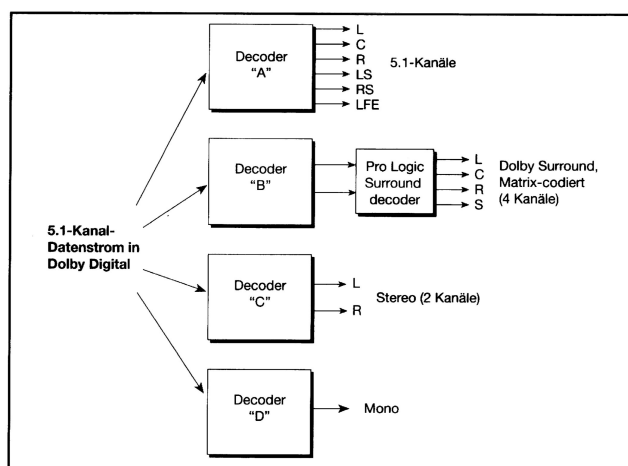 5.1-Kanal-
Datenstrom in
Dolby Digital
Decoder
"A"
L
C
R
LS
RS
LFE
5.1-Kanäle
Decoder
"B"
Pro Logic
Surround
decoder
L
C
R
S
Dolby Surround,
Matrix-codiert
(4 Kanäle)
Decoder
"C"
L
R
Stereo (2 Kanäle)
Decoder
"D"
Mono